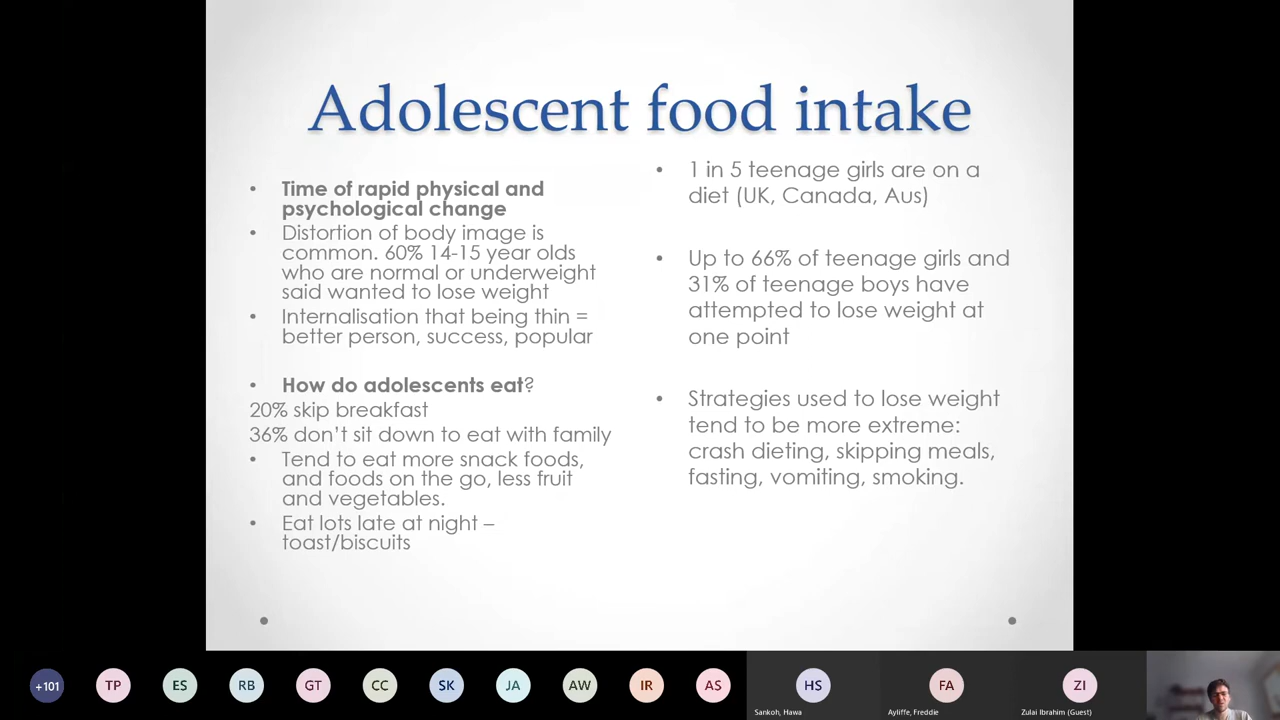 Adolescent food intake
• Time of rapid physical and
psychological change
• Distortion of body image is
common. 60% 14-15 year olds
who are normal or underweight
said wanted to lose weight
• Internalisation that being thin =
better person, success, popular
• How do adolescents eat?
20% skip breakfast
36% don’t sit down to eat with family
• Tend to eat more snack foods,
and foods on the go, less fruit
and vegetables.
• Eat lots late at night –
toast/biscuits
• 1 in 5 teenage girls are on a
diet (UK, Canada, Aus)
• Up to 66% of teenage girls and
31% of teenage boys have
attempted to lose weight at
one point
• Strategies used to lose weight
tend to be more extreme:
crash dieting, skipping meals,
fasting, vomiting, smoking.
+101 TP ES RB GT CC SK JA AW IR AS HS FA ZI
Sankoh, Hawa Ayliffe, Freddie Zulai Ibrahim (Guest)